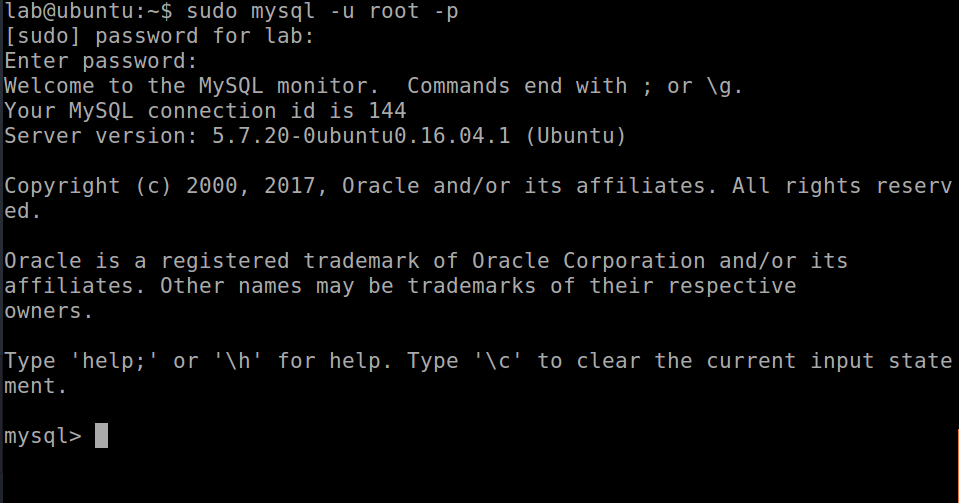 lab@ubuntu:~$ sudo mysql -u root -p
[sudo] password for lab:
Enter password:
Welcome to the MySQL monitor.  Commands end with ; or \g.
Your MySQL connection id is 144
Server version: 5.7.20-0ubuntu0.16.04.1 (Ubuntu)

Copyright (c) 2000, 2017, Oracle and/or its affiliates. All rights reserv
ed.

Oracle is a registered trademark of Oracle Corporation and/or its
affiliates. Other names may be trademarks of their respective
owners.

Type 'help;' or '\h' for help. Type '\c' to clear the current input state
ment.

mysql>